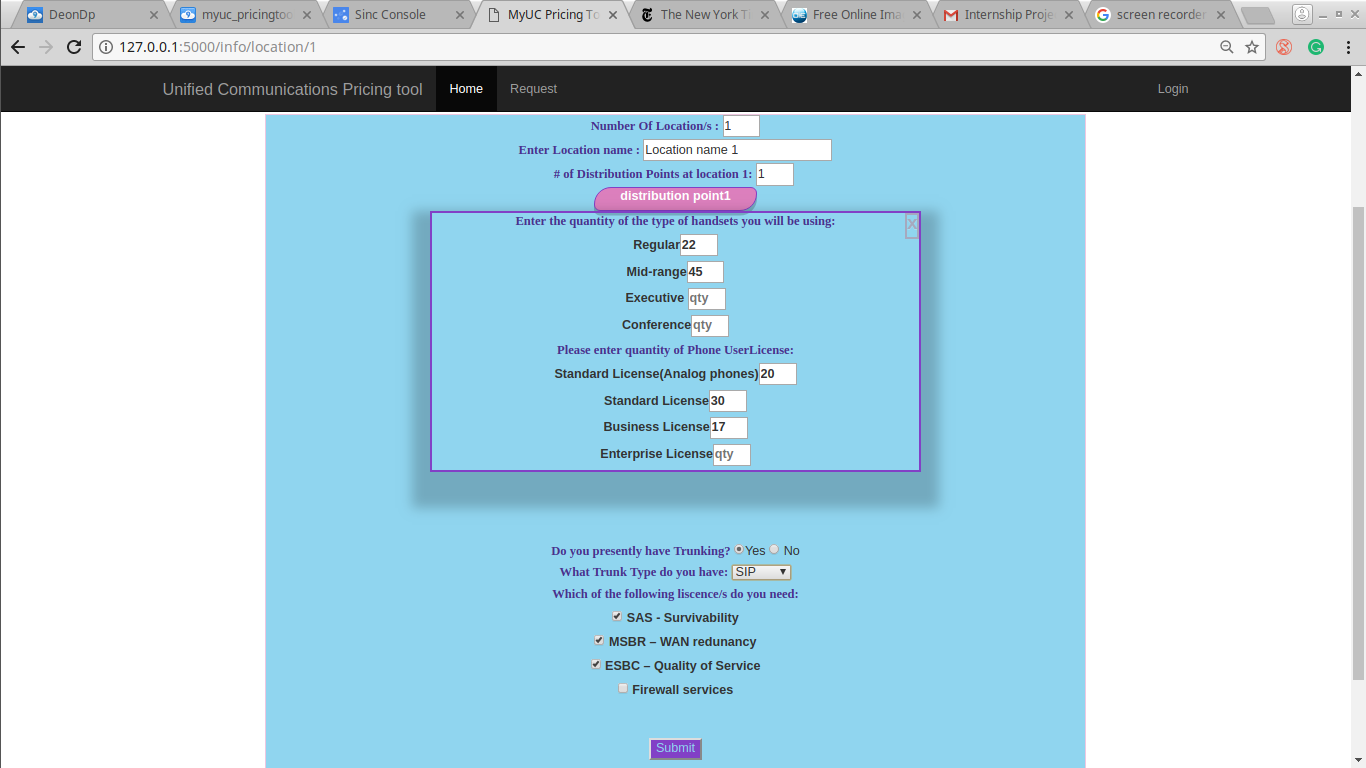 DeonDp
myuc_pricingtoo
Sinc Console
MyUC Pricing To
The New York T
Free Online Ima
Internship Proje
screen recorder
127.0.0.1:5000/info/location/1
Unified Communications Pricing tool Home Request Login
Number Of Location/s : 1
Enter Location name : Location name 1
# of Distribution Points at location 1: 1
distribution point1
Enter the quantity of the type of handsets you will be using: X
Regular 22
Mid-range 45
Executive qty
Conference qty
Please enter quantity of Phone UserLicense:
Standard License(Analog phones) 20
Standard License 30
Business License 17
Enterprise License qty
Do you presently have Trunking? Yes No
What Trunk Type do you have: SIP
Which of the following liscence/s do you need:
SAS - Survivability
MSBR – WAN redunancy
ESBC – Quality of Service
Firewall services
Submit